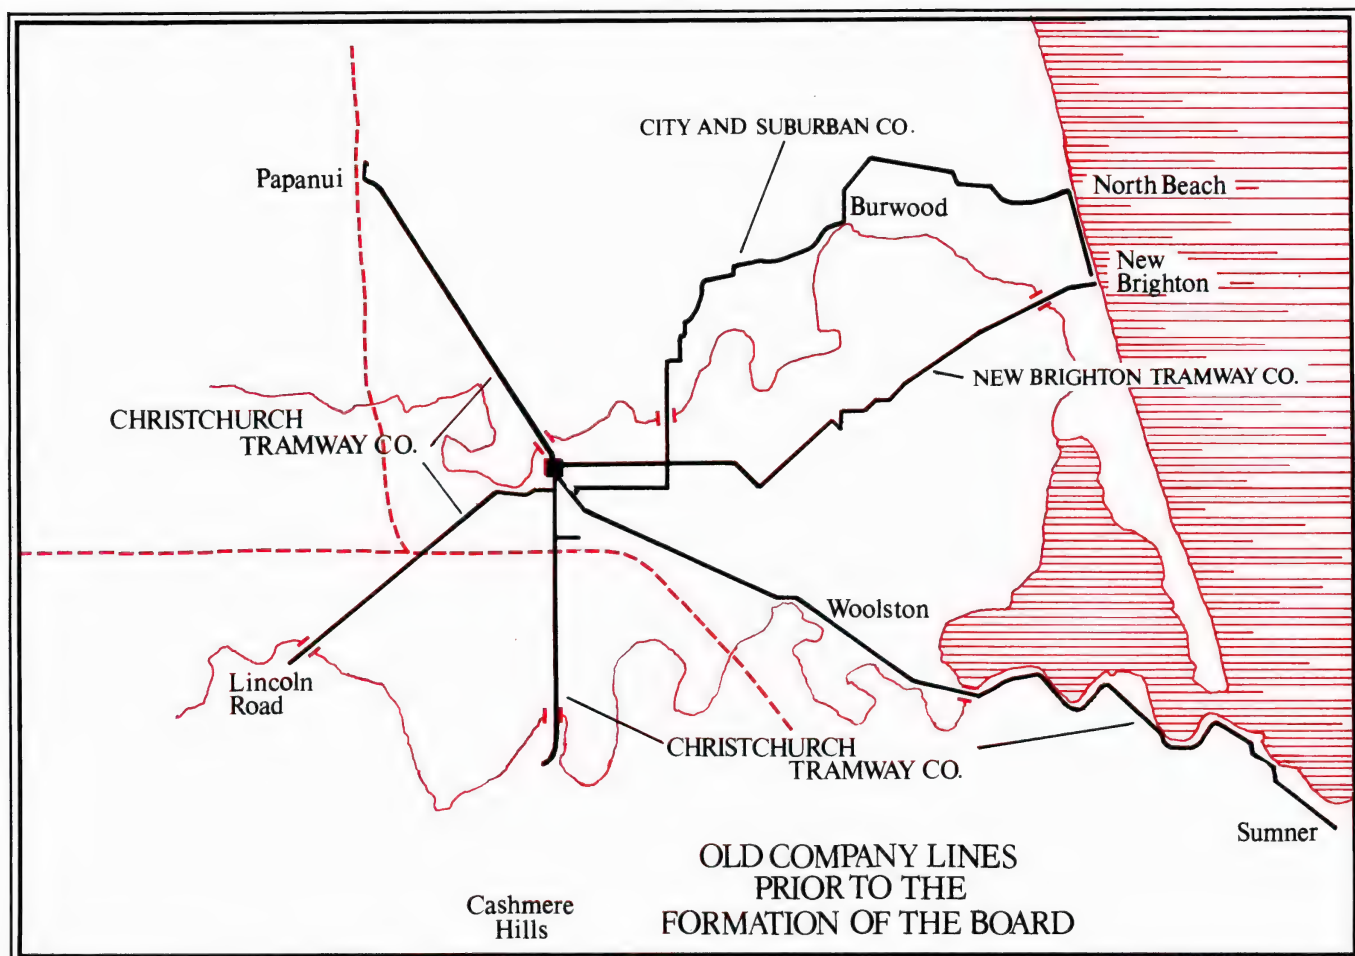 CITY AND SUBURBAN CO.
Papanui
North Beach
Burwood
New
Brighton
NEW BRIGHTON TRAMWAY CO.
CHRISTCHURCH
TRAMWAY CO.
Woolston
Lincoln
Road
CHRISTCHURCH
TRAMWAY CO.
Sumner
OLD COMPANY LINES
PRIOR TO THE
FORMATION OF THE BOARD
Cashmere
Hills